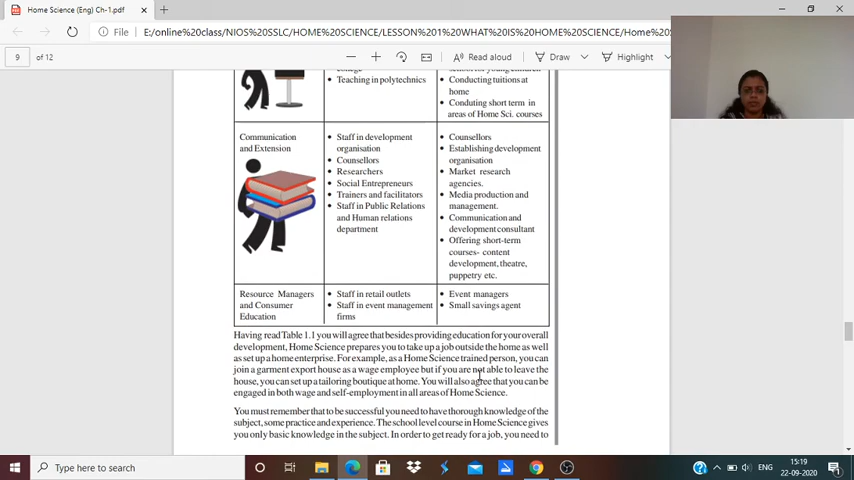 Home Science (Eng) Ch-1.pdf
File
E:/online%20class/NIOS%20SSLC/HOME%20SCIENCE/LESSON%201%20WHAT%20IS%20HOME%20SCIENCE/Home%20S
9 of 12
Read aloud
Draw
Highlight
• Teaching in polytechnics
• Conducting tuitions at
home
• Conduting short term in
areas of Home Sci. courses
Communication
and Extension
• Staff in development
organisation
• Counsellors
• Researchers
• Social Entrepreneurs
• Trainers and facilitators
• Staff in Public Relations
and Human relations
department
• Counsellors
• Establishing development
organisation
• Market research
agencies.
• Media production and
management.
• Communication and
development consultant
• Offering short-term
courses- content
development, theatre,
puppetry etc.
Resource Managers
and Consumer
Education
• Staff in retail outlets
• Staff in event management
firms
• Event managers
• Small savings agent
Having read Table 1.1 you will agree that besides providing education for your overall
development, Home Science prepares you to take up a job outside the home as well
as set up a home enterprise. For example, as a Home Science trained person, you can
join a garment export house as a wage employee but if you are not able to leave the
house, you can set up a tailoring boutique at home. You will also agree that you can be
engaged in both wage and self-employment in all areas of Home Science.
You must remember that to be successful you need to have thorough knowledge of the
subject, some practice and experience. The school level course in Home Science gives
you only basic knowledge in the subject. In order to get ready for a job, you need to
Type here to search
ENG
15:19
22-09-2020